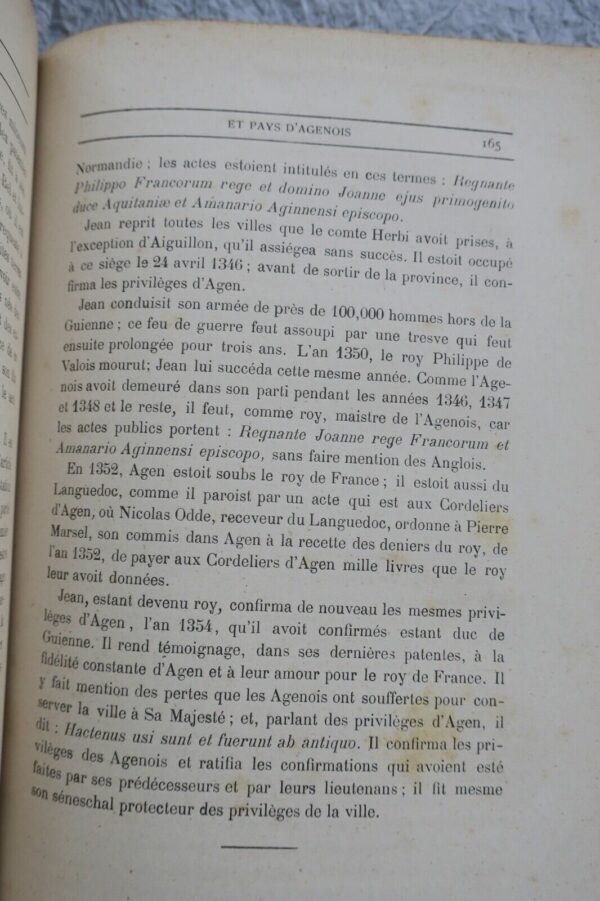 ET PAYS D'AGENOIS
165
Normandie ; les actes estoient intitulés en ces termes : Regnante
Philippo Francorum rege et domino Joanne ejus primogenito
duce Aquitaniæ et Amanario Aginnensi episcopo.
Jean reprit toutes les villes que le comte Herbi avoit prises, à
l'exception d'Aiguillon, qu'il assiégea sans succès. Il estoit occupé
à ce siège le 24 avril 1346 ; avant de sortir de la province, il con-
firma les privilèges d'Agen.
Jean conduisit son armée de près de 100,000 hommes hors de la
Guienne ; ce feu de guerre feut assoupi par une tresve qui feut
ensuite prolongée pour trois ans. L'an 1350, le roy Philippe de
Valois mourut; Jean lui succéda cette mesme année. Comme l'Age-
nois avoit demeuré dans son parti pendant les années 1346, 1347
et 1348 et le reste, il feut, comme roy, maistre de l'Agenois, car
les actes publics portent : Regnante Joanne rege Francorum et
Amanario Aginnensi episcopo, sans faire mention des Anglois.
En 1352, Agen estoit soubs le roy de France ; il estoit aussi du
Languedoc, comme il paroist par un acte qui est aux Cordeliers
d'Agen, où Nicolas Odde, receveur du Languedoc, ordonne à Pierre
Marsel, son commis dans Agen à la recette des deniers du roy, de
l'an 1352, de payer aux Cordeliers d'Agen mille livres que le roy
leur avoit données.
Jean, estant devenu roy, confirma de nouveau les mesmes privi-
lèges d'Agen, l'an 1354, qu'il avoit confirmés estant duc de
Guienne. Il rend témoignage, dans ses dernières patentes, à la
fidélité constante d'Agen et à leur amour pour le roy de France. Il
y fait mention des pertes que les Agenois ont souffertes pour con-
server la ville à Sa Majesté ; et, parlant des privilèges d'Agen, il
dit : Hactenus usi sunt et fuerunt ab antiquo. Il confirma les pri-
vilèges des Agenois et ratifia les confirmations qui avoient esté
faites par ses prédécesseurs et par leurs lieutenans ; il fit mesme
son séneschal protecteur des privilèges de la ville.